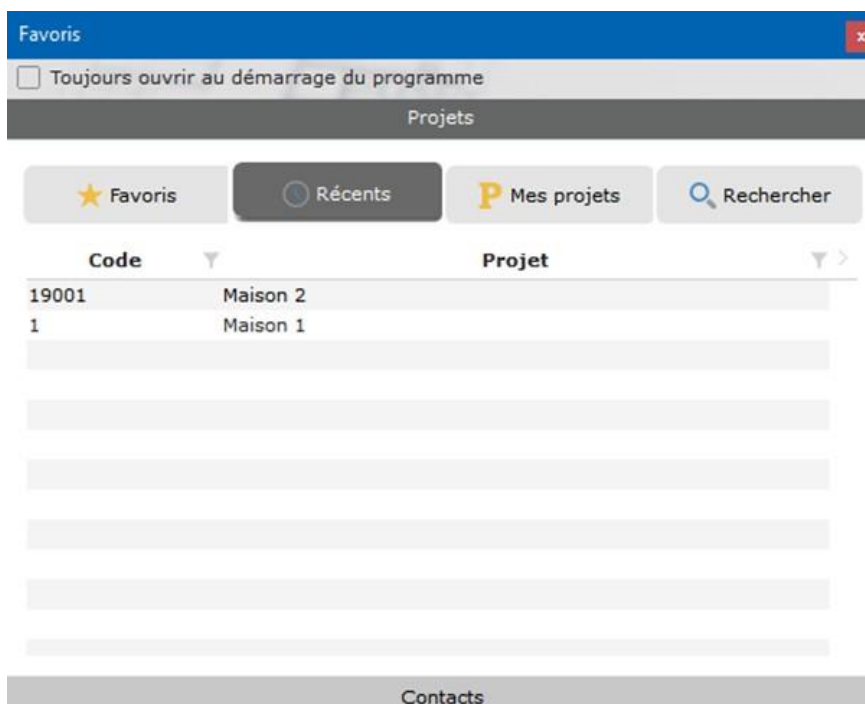 Favoris x
Toujours ouvrir au démarrage du programme
Projets
Favoris Récents P Mes projets Rechercher
Code Projet
19001 Maison 2
1 Maison 1
Contacts